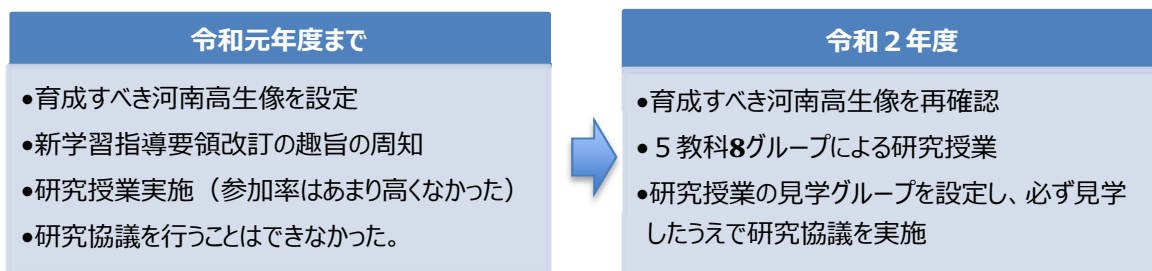 令和元年度まで
•育成すべき河南高生像を設定
•新学習指導要領改訂の趣旨の周知
•研究授業実施（参加率はあまり高くなかった）
•研究協議を行うことはできなかった。
令和２年度
•育成すべき河南高生像を再確認
•５教科8グループによる研究授業
•研究授業の見学グループを設定し、必ず見学
したうえで研究協議を実施